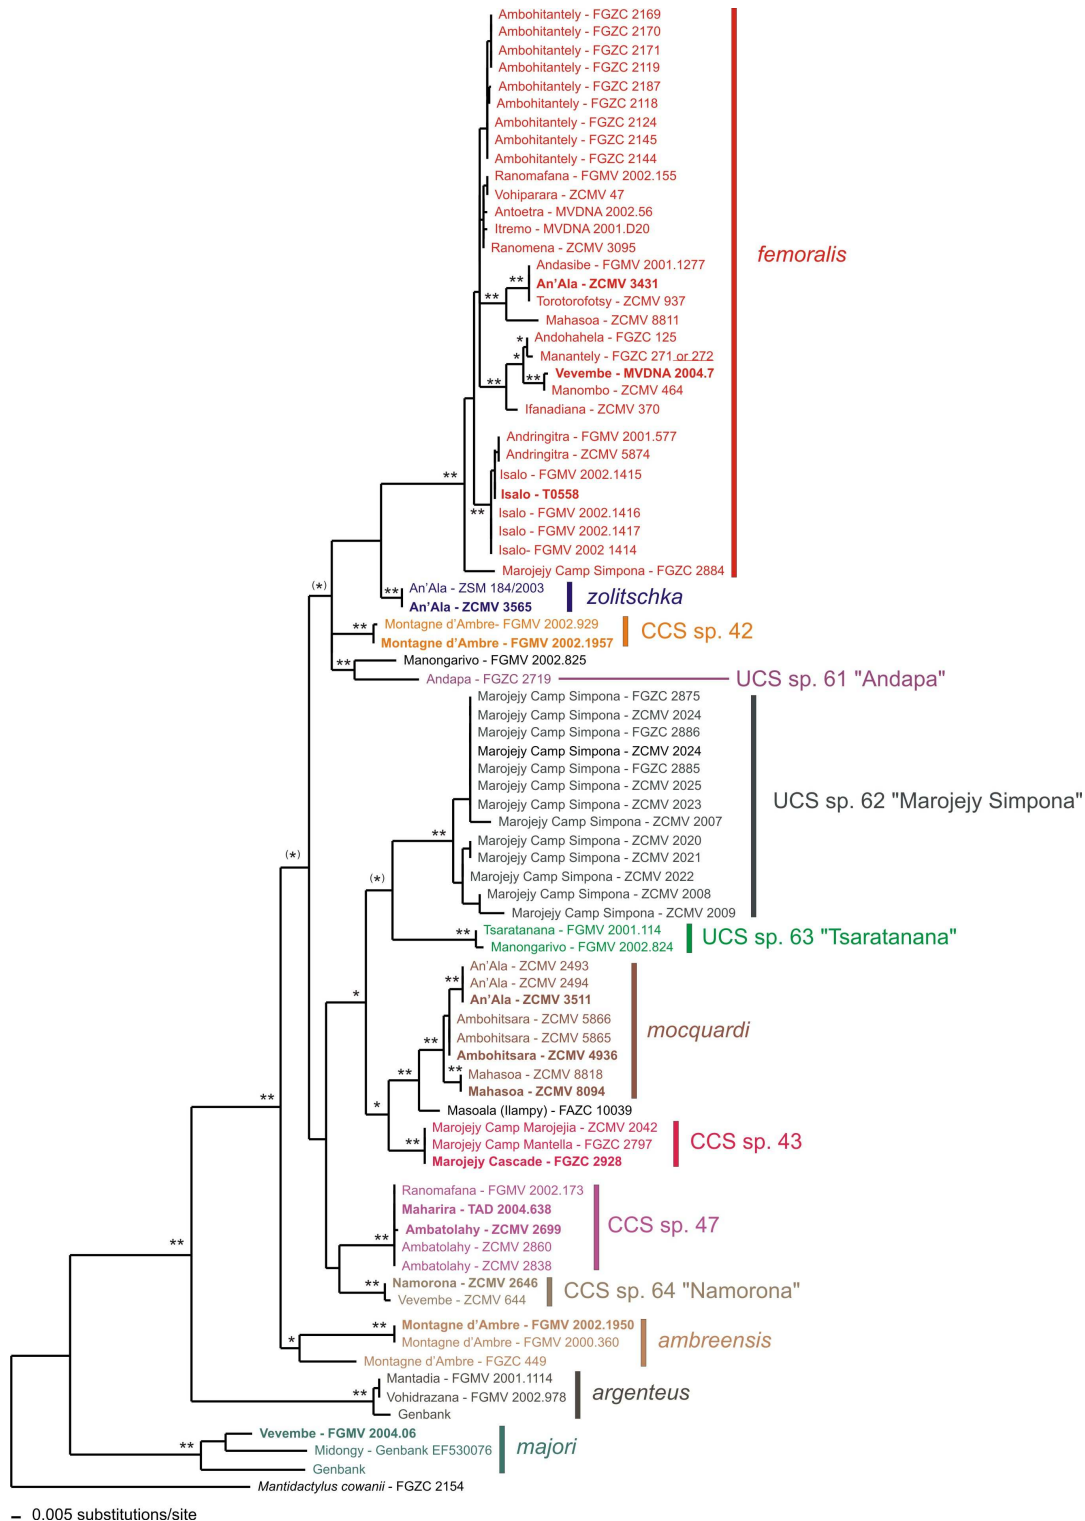 Ambohitantely - FGZC 2169
Ambohitantely - FGZC 2170
Ambohitantely - FGZC 2171
Ambohitantely - FGZC 2119
Ambohitantely - FGZC 2187
Ambohitantely - FGZC 2118
Ambohitantely - FGZC 2124
Ambohitantely - FGZC 2145
Ambohitantely - FGZC 2144
Ranomafana - FGMV 2002.155
Vohiparara - ZCMV 47
Antoetra - MVDNA 2002.56
Itremo - MVDNA 2001.D20
Ranomena - ZCMV 3095
femoralis
Andasibe - FGMV 2001.1277
** An'Ala - ZCMV 3431
** Torotorofotsy - ZCMV 937
Mahasoa - ZCMV 8811
* Andohahela - FGZC 125
* Manantely - FGZC 271 or 272
** ** Vevembe - MVDNA 2004.7
Manombo - ZCMV 464
Ifanadiana - ZCMV 370
Andringitra - FGMV 2001.577
Andringitra - ZCMV 5874
** Isalo - FGMV 2002.1415
Isalo - T0558
** Isalo - FGMV 2002.1416
Isalo - FGMV 2002.1417
Isalo- FGMV 2002 1414
Marojejy Camp Simpona - FGZC 2884
(*) ** An'Ala - ZSM 184/2003
zolitschka
An'Ala - ZCMV 3565
** Montagne d'Ambre- FGMV 2002.929
CCS sp. 42
Montagne d'Ambre - FGMV 2002.1957
** Manongarivo - FGMV 2002.825
Andapa - FGZC 2719 UCS sp. 61 "Andapa"
Marojejy Camp Simpona - FGZC 2875
Marojejy Camp Simpona - ZCMV 2024
Marojejy Camp Simpona - FGZC 2886
Marojejy Camp Simpona - ZCMV 2024
Marojejy Camp Simpona - FGZC 2885
Marojejy Camp Simpona - ZCMV 2025
UCS sp. 62 "Marojejy Simpona"
Marojejy Camp Simpona - ZCMV 2023
Marojejy Camp Simpona - ZCMV 2007
** Marojejy Camp Simpona - ZCMV 2020
(*) Marojejy Camp Simpona - ZCMV 2021
(*) Marojejy Camp Simpona - ZCMV 2022
Marojejy Camp Simpona - ZCMV 2008
Marojejy Camp Simpona - ZCMV 2009
** Tsaratanana - FGMV 2001.114
UCS sp. 63 "Tsaratanana"
Manongarivo - FGMV 2002.824
An'Ala - ZCMV 2493
** An'Ala - ZCMV 2494
* An'Ala - ZCMV 3511
Ambohitsara - ZCMV 5866
mocquardi
Ambohitsara - ZCMV 5865
** Ambohitsara - ZCMV 4936
** ** Mahasoa - ZCMV 8818
Mahasoa - ZCMV 8094
** * Masoala (Ilampy) - FAZC 10039
Marojejy Camp Marojejia - ZCMV 2042
** Marojejy Camp Mantella - FGZC 2797
CCS sp. 43
Marojejy Cascade - FGZC 2928
Ranomafana - FGMV 2002.173
Maharira - TAD 2004.638
CCS sp. 47
** ** Ambatolahy - ZCMV 2699
Ambatolahy - ZCMV 2860
Ambatolahy - ZCMV 2838
** Namorona - ZCMV 2646
CCS sp. 64 "Namorona"
Vevembe - ZCMV 644
** Montagne d'Ambre - FGMV 2002.1950
* Montagne d'Ambre - FGMV 2000.360
ambreensis
Montagne d'Ambre - FGZC 449
Mantadia - FGMV 2001.1114
** Vohidrazana - FGMV 2002.978
argenteus
Genbank
Vevembe - FGMV 2004.06
** Midongy - Genbank EF530076
majori
Genbank
Mantidactylus cowanii - FGZC 2154
0.005 substitutions/site